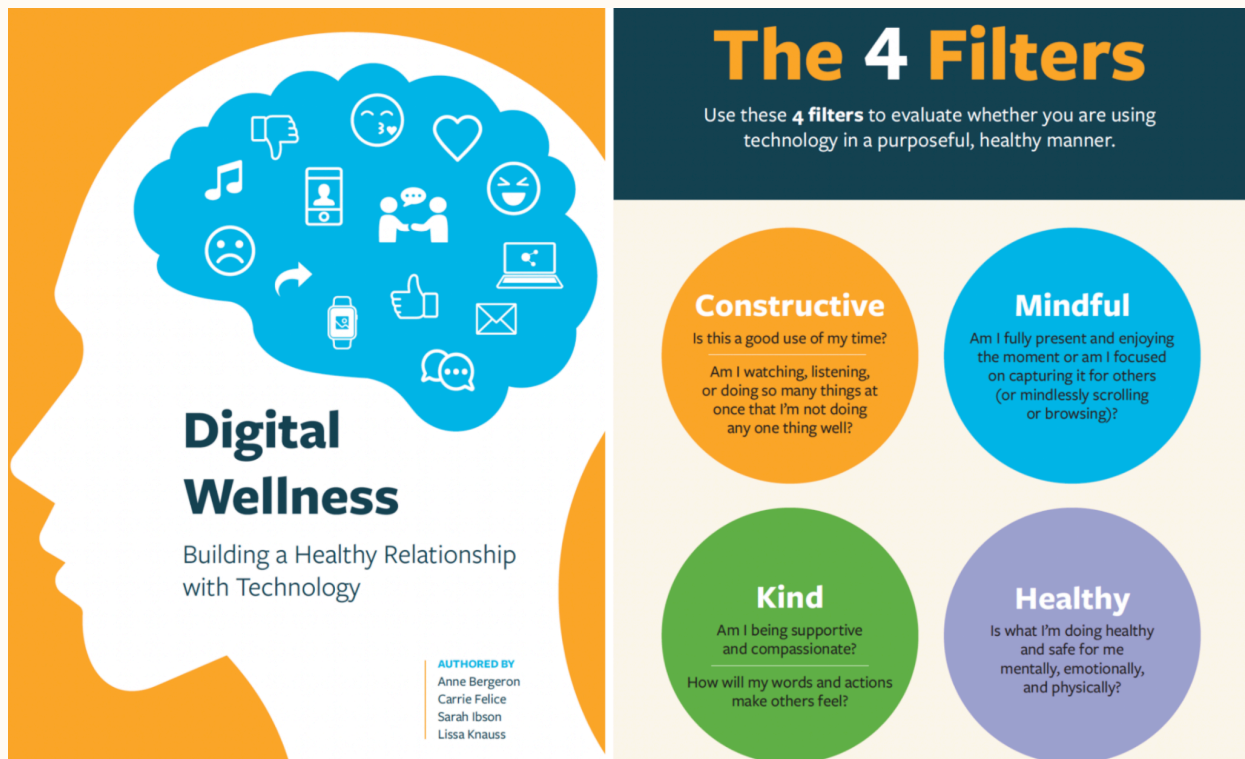 Digital
Wellness
Building a Healthy Relationship
with Technology
AUTHORED BY
Anne Bergeron
Carrie Felice
Sarah Ibson
Lissa Knauss
The 4 Filters
Use these 4 filters to evaluate whether you are using
technology in a purposeful, healthy manner.
Constructive
Is this a good use of my time?
Am I watching, listening,
or doing so many things at
once that I'm not doing
any one thing well?
Mindful
Am I fully present and enjoying
the moment or am I focused
on capturing it for others
(or mindlessly scrolling
or browsing)?
Kind
Am I being supportive
and compassionate?
How will my words and actions
make others feel?
Healthy
Is what I'm doing healthy
and safe for me
mentally, emotionally,
and physically?